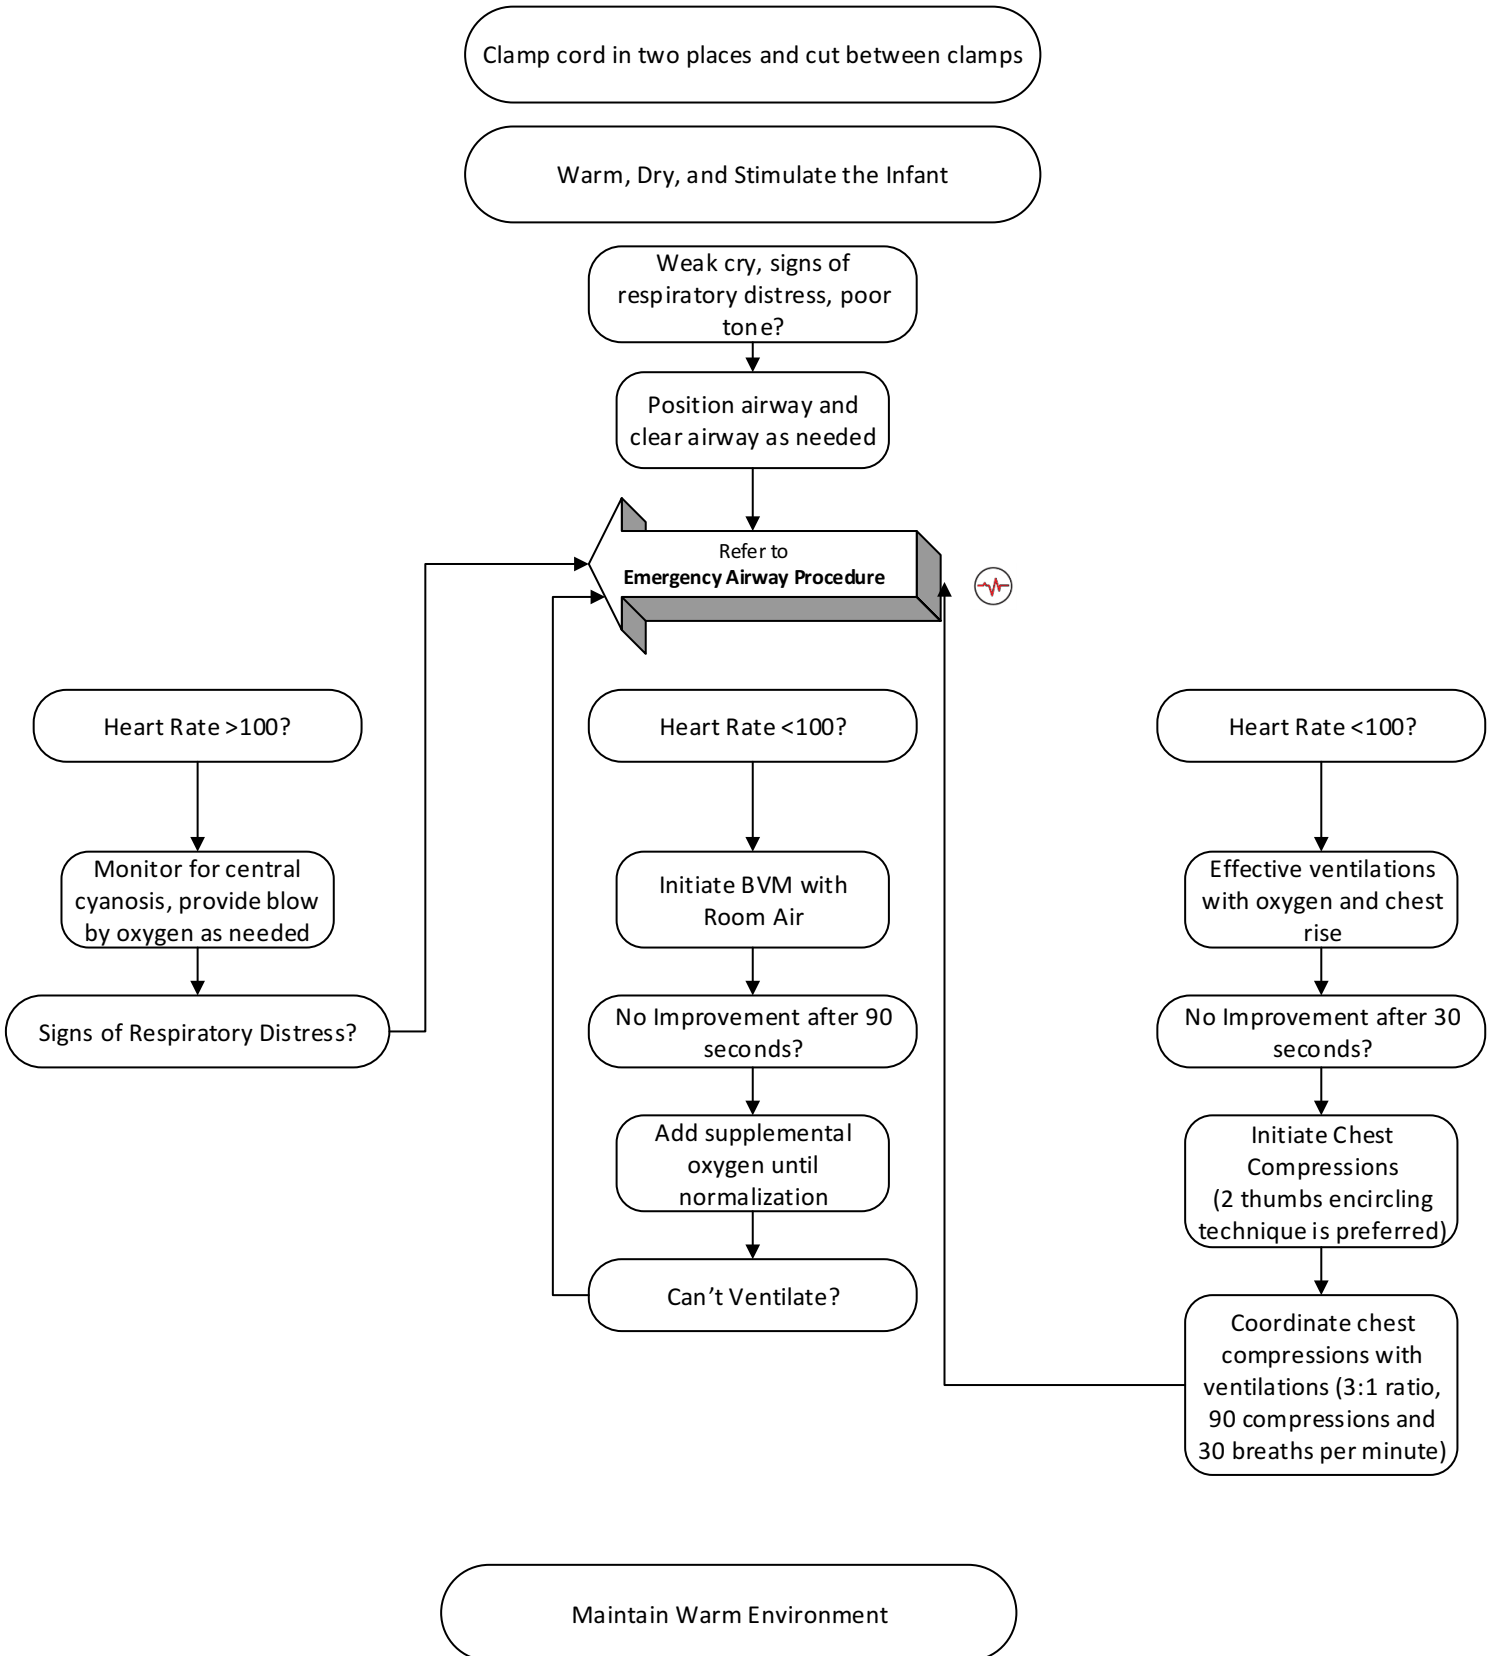 Clamp cord in two places and cut between clamps
Warm, Dry, and Stimulate the Infant
Weak cry, signs of
respiratory distress, poor
tone?
Position airway and
clear airway as needed
Refer to
Emergency Airway Procedure
Heart Rate >100?
Monitor for central
cyanosis, provide blow
by oxygen as needed
Signs of Respiratory Distress?
Heart Rate <100?
Initiate BVM with
Room Air
No Improvement after 90
seconds?
Add supplemental
oxygen until
normalization
Can’t Ventilate?
Heart Rate <100?
Effective ventilations
with oxygen and chest
rise
No Improvement after 30
seconds?
Initiate Chest
Compressions
(2 thumbs encircling
technique is preferred)
Coordinate chest
compressions with
ventilations (3:1 ratio,
90 compressions and
30 breaths per minute)
Maintain Warm Environment